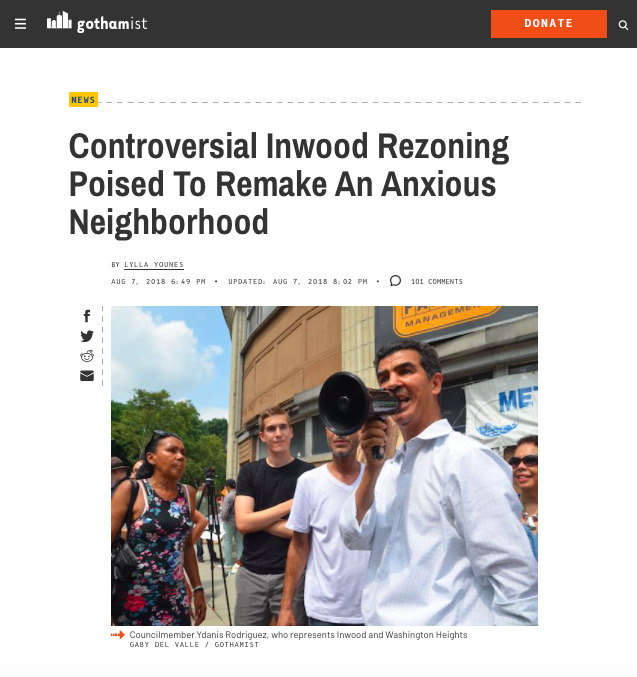 gothamist
DONATE
NEWS
Controversial Inwood Rezoning
Poised To Remake An Anxious
Neighborhood
BY LYLLA YOUNES
AUG 7, 2018 6:49 PM • UPDATED: AUG 7, 2018 8:02 PM • 101 COMMENTS
MANAGEMENT
MET
Councilmember Ydanis Rodriguez, who represents Inwood and Washington Heights
GABY DEL VALLE / GOTHAMIST